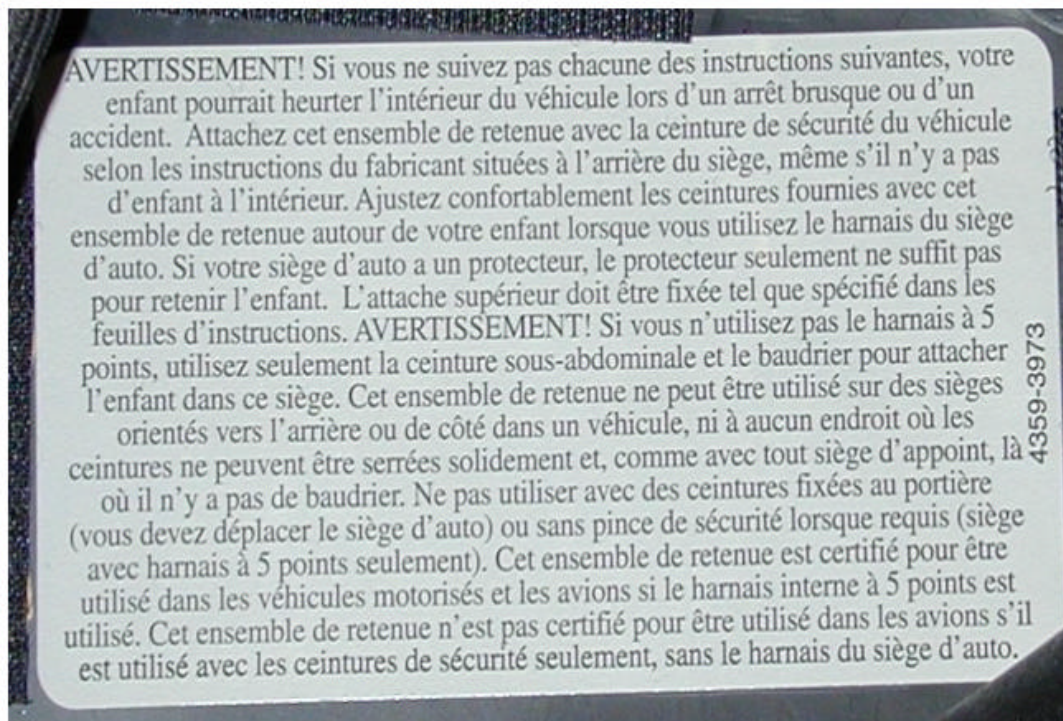 AVERTISSEMENT! Si vous ne suivez pas chacune des instructions suivantes, votre
enfant pourrait heurter l'intérieur du véhicule lors d'un arrêt brusque ou d'un
accident. Attachez cet ensemble de retenue avec la ceinture de sécurité du véhicule
selon les instructions du fabricant situées à l'arrière du siège, même s'il n'y a pas
d'enfant à l'intérieur. Ajustez confortablement les ceintures fournies avec cet
ensemble de retenue autour de votre enfant lorsque vous utilisez le harnais du siège
d'auto. Si votre siège d'auto a un protecteur, le protecteur seulement ne suffit pas
pour retenir l'enfant. L'attache supérieur doit être fixée tel que spécifié dans les
feuilles d'instructions. AVERTISSEMENT! Si vous n'utilisez pas le harnais à 5
points, utilisez seulement la ceinture sous-abdominale et le baudrier pour attacher
l'enfant dans ce siège. Cet ensemble de retenue ne peut être utilisé sur des sièges
orientés vers l'arrière ou de côté dans un véhicule, ni à aucun endroit où les
ceintures ne peuvent être serrées solidement et, comme avec tout siège d'appoint, là
où il n'y a pas de baudrier. Ne pas utiliser avec des ceintures fixées au portière
(vous devez déplacer le siège d'auto) ou sans pince de sécurité lorsque requis (siège
avec harnais à 5 points seulement). Cet ensemble de retenue est certifié pour être
utilisé dans les véhicules motorisés et les avions si le harnais interne à 5 points est
utilisé. Cet ensemble de retenue n'est pas certifié pour être utilisé dans les avions s'il
est utilisé avec les ceintures de sécurité seulement, sans le harnais du siège d'auto.
4359-3973